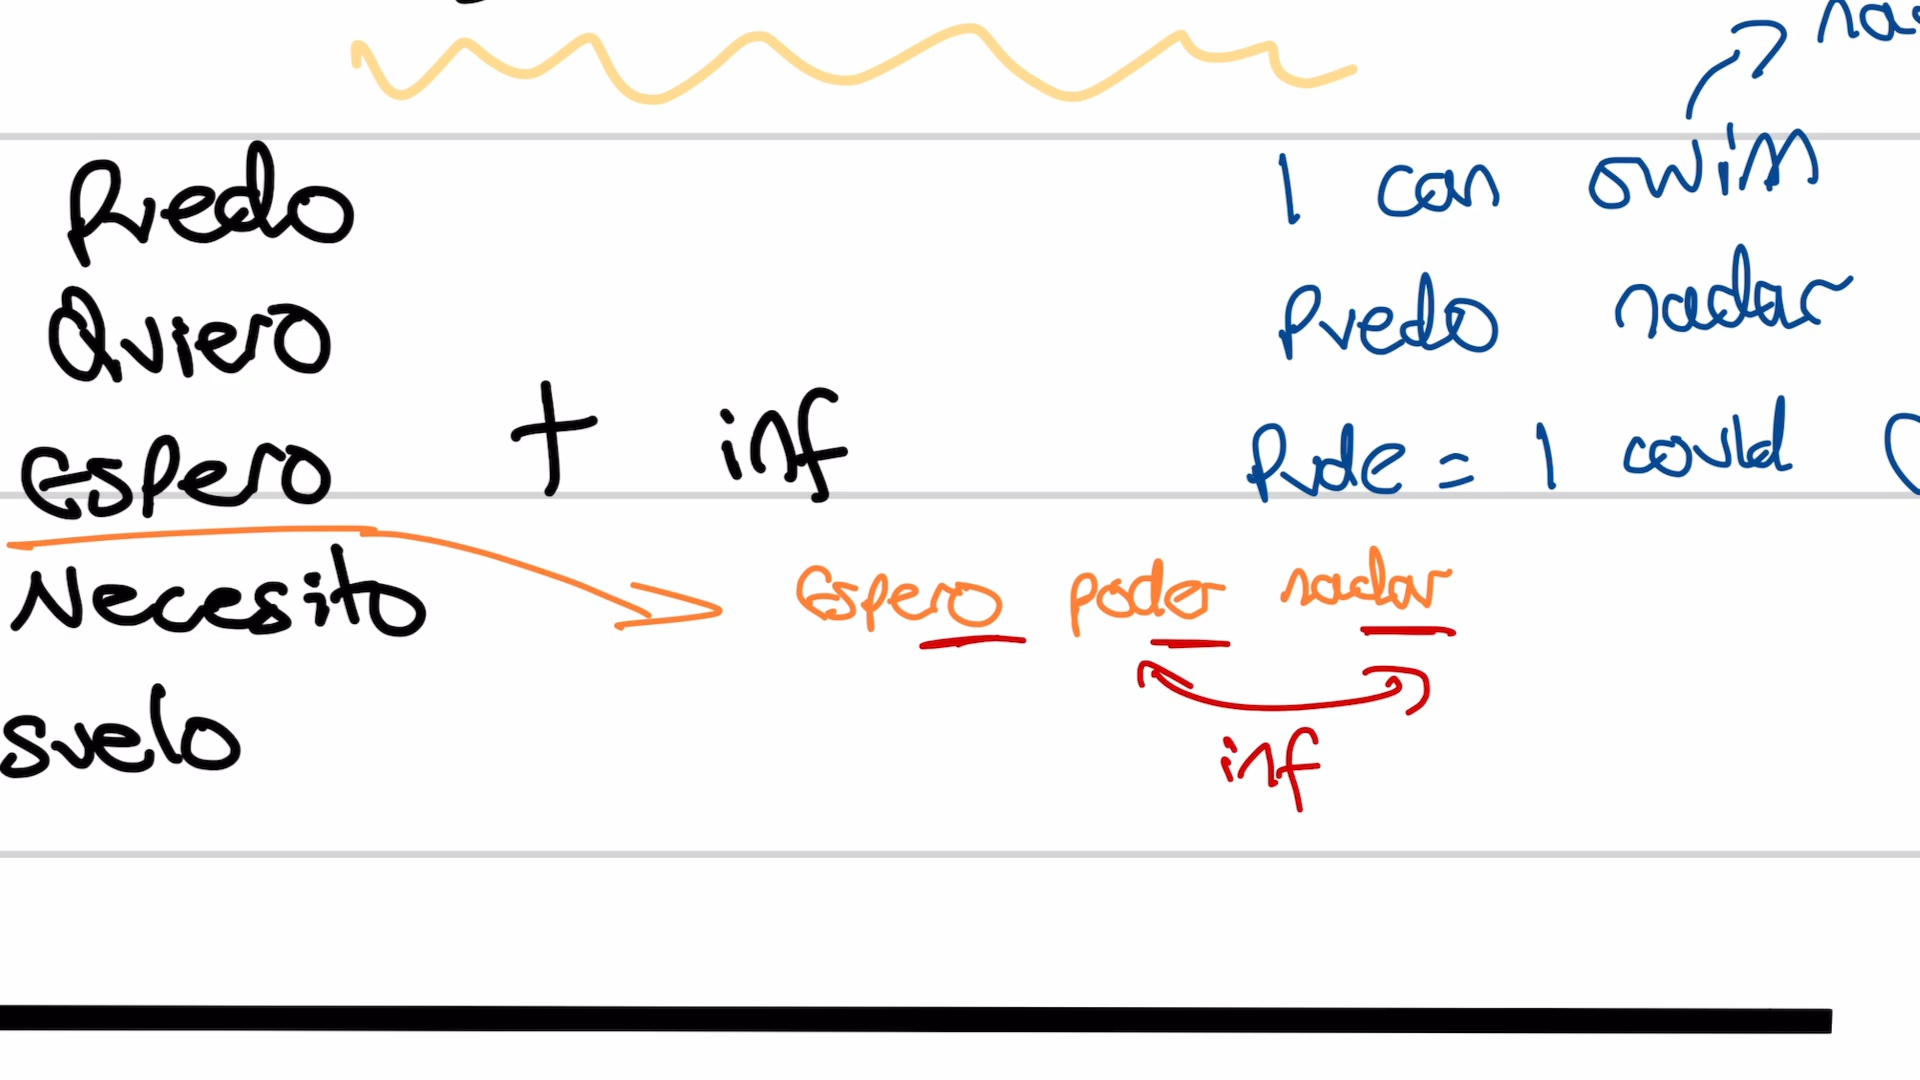 Puedo
Quiero
Espero
Necesito
suelo
+ inf
I can swim
Puedo nadar
Pude = I could
Espero poder nadar
inf